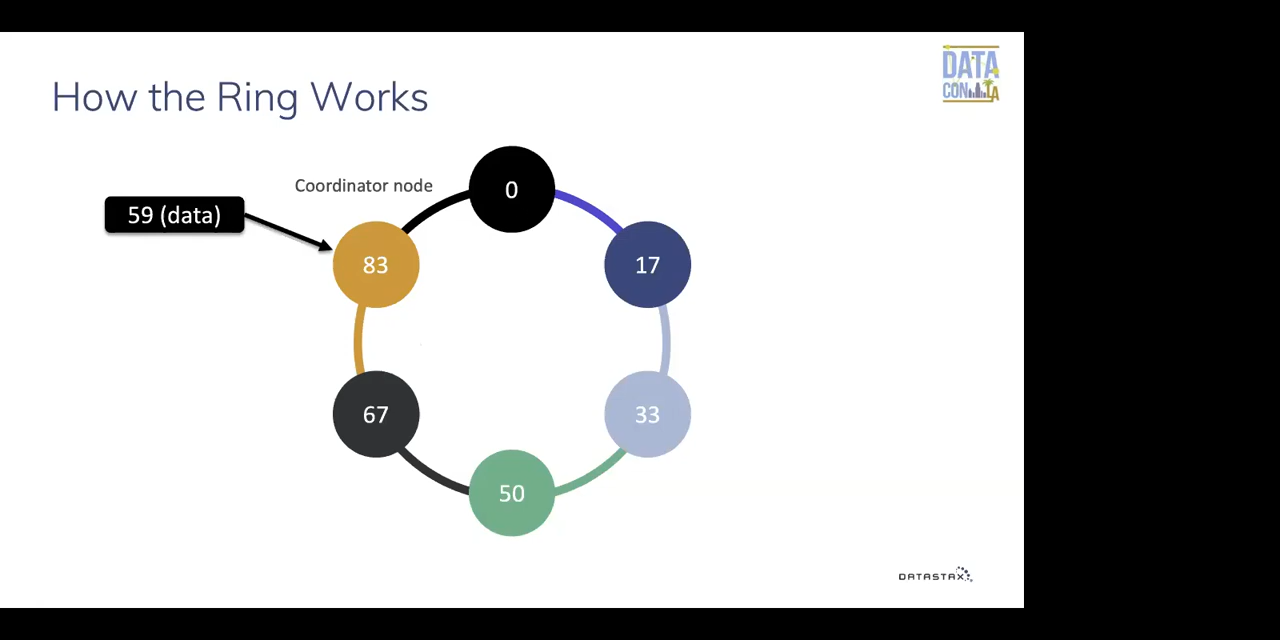 DATA
CON LA
How the Ring Works
Coordinator node
0
59 (data)
83
17
67
33
50
DATASTAX